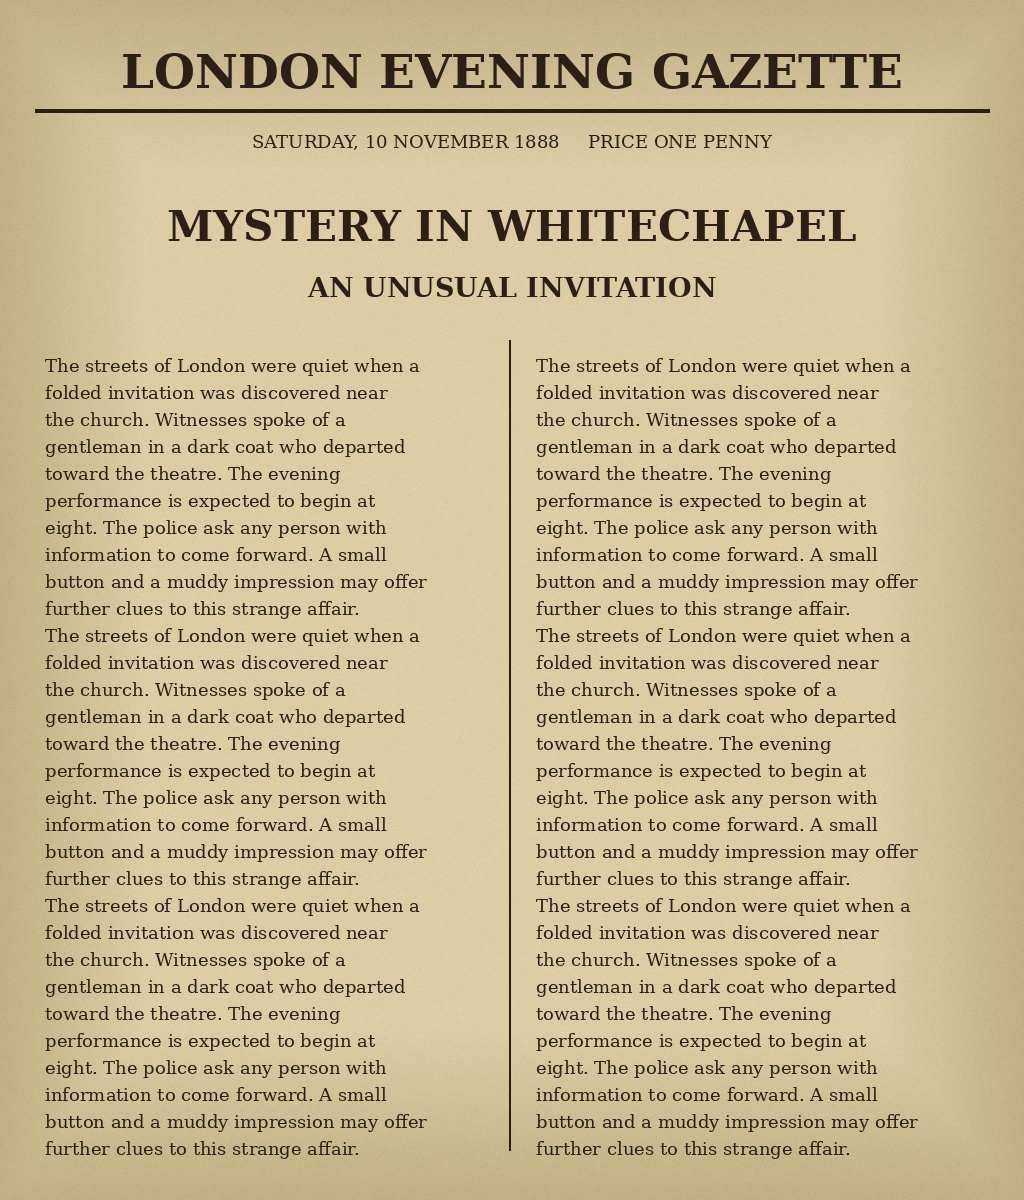 LONDON EVENING GAZETTE
SATURDAY, 10 NOVEMBER 1888 PRICE ONE PENNY
MYSTERY IN WHITECHAPEL
AN UNUSUAL INVITATION
The streets of London were quiet when a
folded invitation was discovered near
the church. Witnesses spoke of a
gentleman in a dark coat who departed
toward the theatre. The evening
performance is expected to begin at
eight. The police ask any person with
information to come forward. A small
button and a muddy impression may offer
further clues to this strange affair.
The streets of London were quiet when a
folded invitation was discovered near
the church. Witnesses spoke of a
gentleman in a dark coat who departed
toward the theatre. The evening
performance is expected to begin at
eight. The police ask any person with
information to come forward. A small
button and a muddy impression may offer
further clues to this strange affair.
The streets of London were quiet when a
folded invitation was discovered near
the church. Witnesses spoke of a
gentleman in a dark coat who departed
toward the theatre. The evening
performance is expected to begin at
eight. The police ask any person with
information to come forward. A small
button and a muddy impression may offer
further clues to this strange affair.
The streets of London were quiet when a
folded invitation was discovered near
the church. Witnesses spoke of a
gentleman in a dark coat who departed
toward the theatre. The evening
performance is expected to begin at
eight. The police ask any person with
information to come forward. A small
button and a muddy impression may offer
further clues to this strange affair.
The streets of London were quiet when a
folded invitation was discovered near
the church. Witnesses spoke of a
gentleman in a dark coat who departed
toward the theatre. The evening
performance is expected to begin at
eight. The police ask any person with
information to come forward. A small
button and a muddy impression may offer
further clues to this strange affair.
The streets of London were quiet when a
folded invitation was discovered near
the church. Witnesses spoke of a
gentleman in a dark coat who departed
toward the theatre. The evening
performance is expected to begin at
eight. The police ask any person with
information to come forward. A small
button and a muddy impression may offer
further clues to this strange affair.